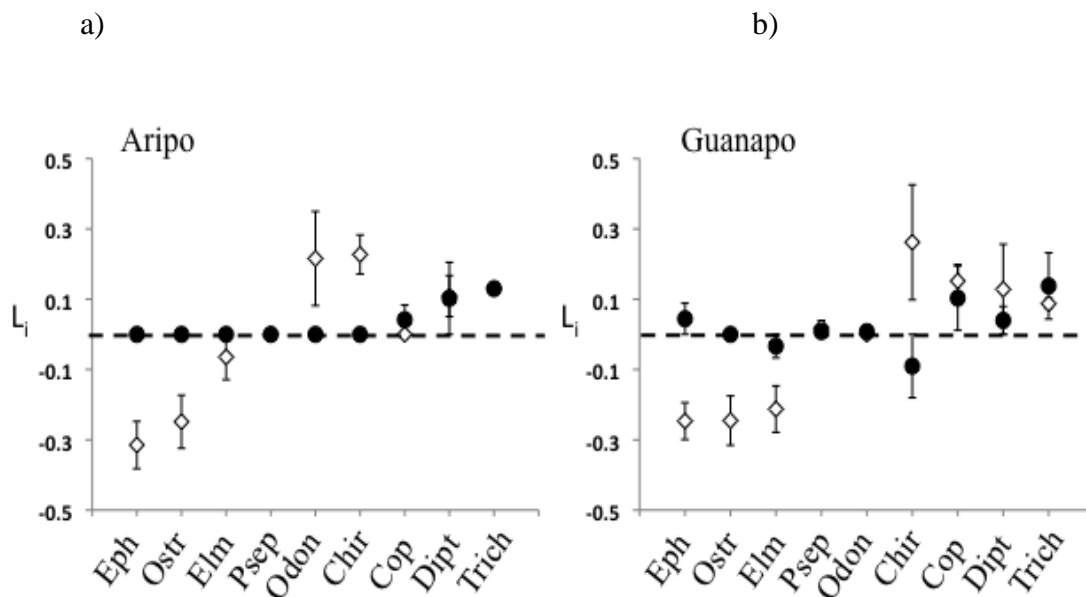 a)
b)
Aripo
Guanapo
0.5
0.3
0.1
-0.1
-0.3
-0.5
Li
Eph
Ostr
Elm
Psep
Odon
Chir
Cop
Dipt
Trich
0.5
0.3
0.1
-0.1
-0.3
-0.5
Li
Eph
Ostr
Elm
Psep
Odon
Chir
Cop
Dipt
Trich